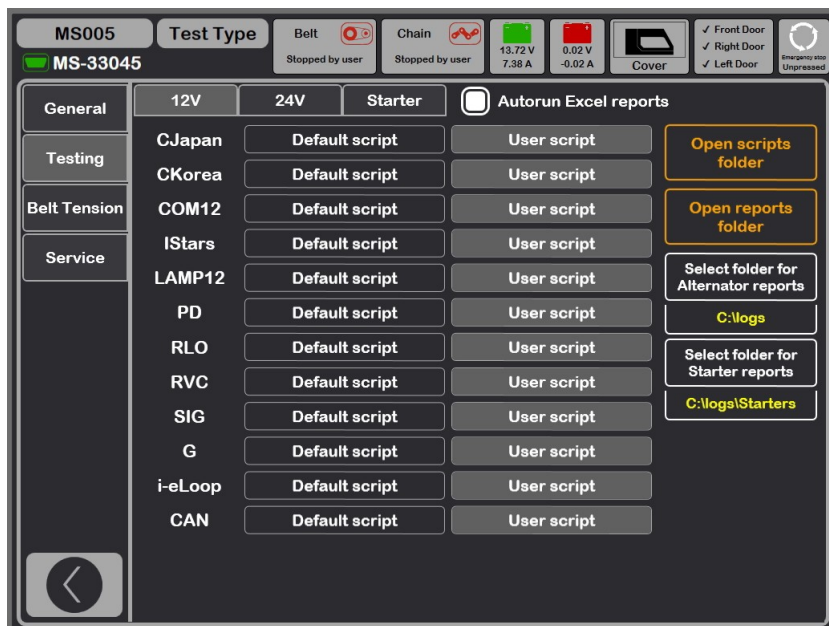 MS005
MS-33045
Test Type
Belt
Stopped by user
Chain
Stopped by user
13.72 V
7.38 A
0.02 V
-0.02 A
Cover
✓ Front Door
✓ Right Door
✓ Left Door
Emergency stop
Unpressed
General
Testing
Belt Tension
Service
12V
24V
Starter
Autorun Excel reports
CJapan Default script User script
CKorea Default script User script
COM12 Default script User script
IStars Default script User script
LAMP12 Default script User script
PD Default script User script
RLO Default script User script
RVC Default script User script
SIG Default script User script
G Default script User script
i-eLoop Default script User script
CAN Default script User script
Open scripts
folder
Open reports
folder
Select folder for
Alternator reports
C:\logs
Select folder for
Starter reports
C:\logs\Starters